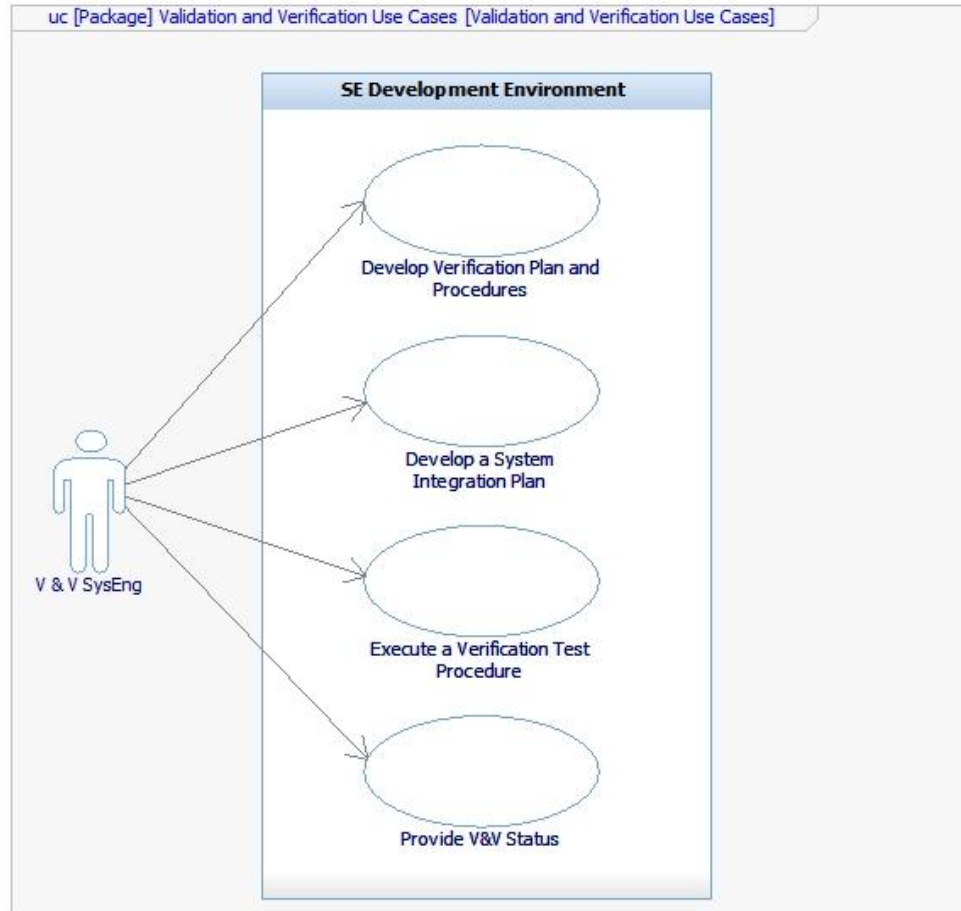 uc [Package] Validation and Verification Use Cases [Validation and Verification Use Cases]
SE Development Environment
Develop Verification Plan and
Procedures
Develop a System
Integration Plan
V & V SysEng
Execute a Verification Test
Procedure
Provide V&V Status